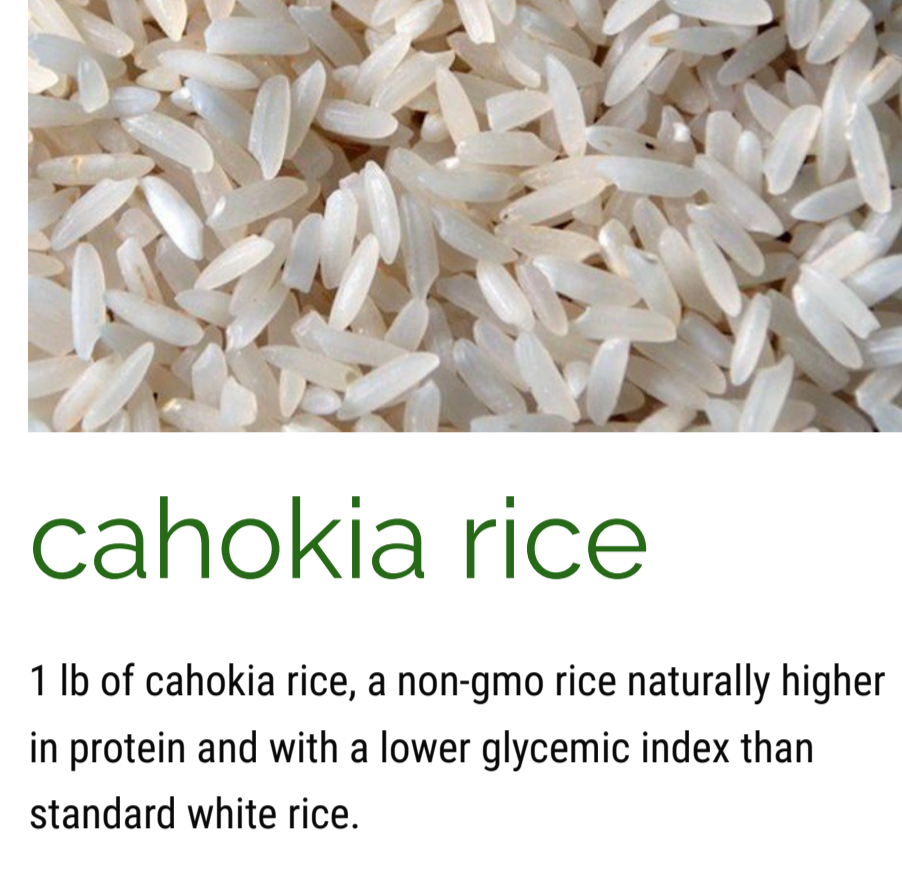 cahokia rice
1 lb of cahokia rice, a non-gmo rice naturally higher
in protein and with a lower glycemic index than
standard white rice.